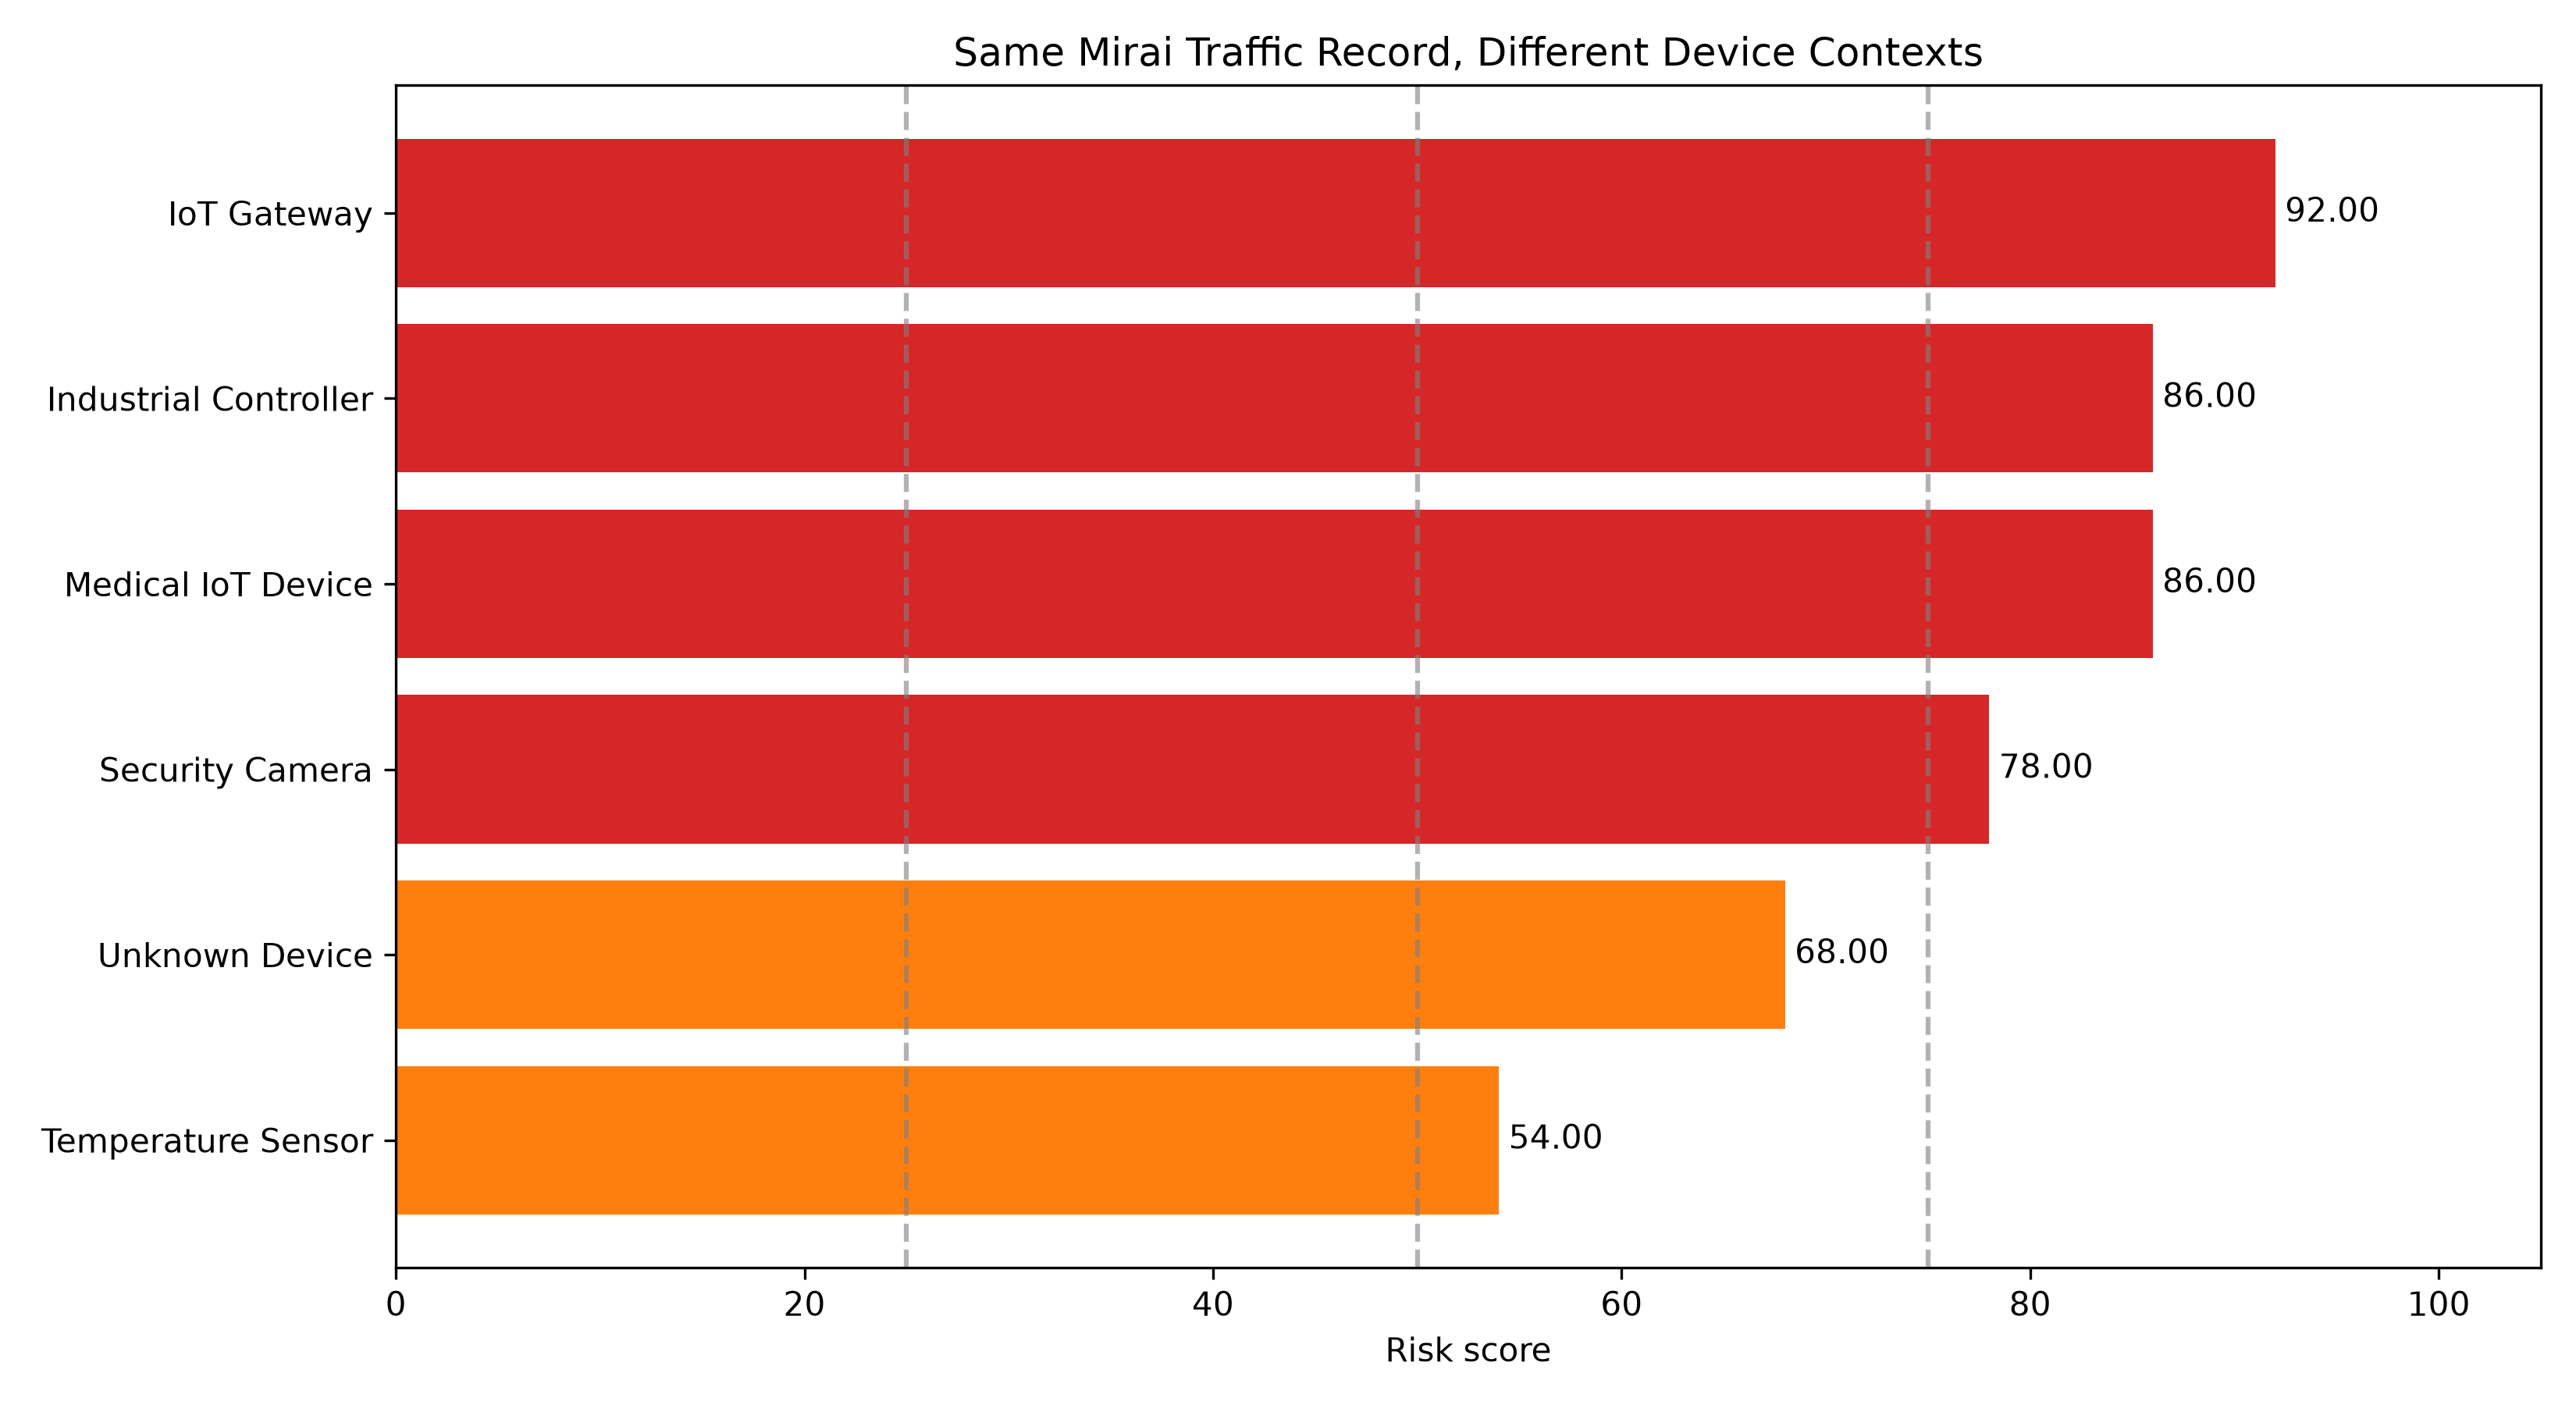 Same Mirai Traffic Record, Different Device Contexts
IoT Gateway 92.00
Industrial Controller 86.00
Medical IoT Device 86.00
Security Camera 78.00
Unknown Device 68.00
Temperature Sensor 54.00
0 20 40 60 80 100
Risk score